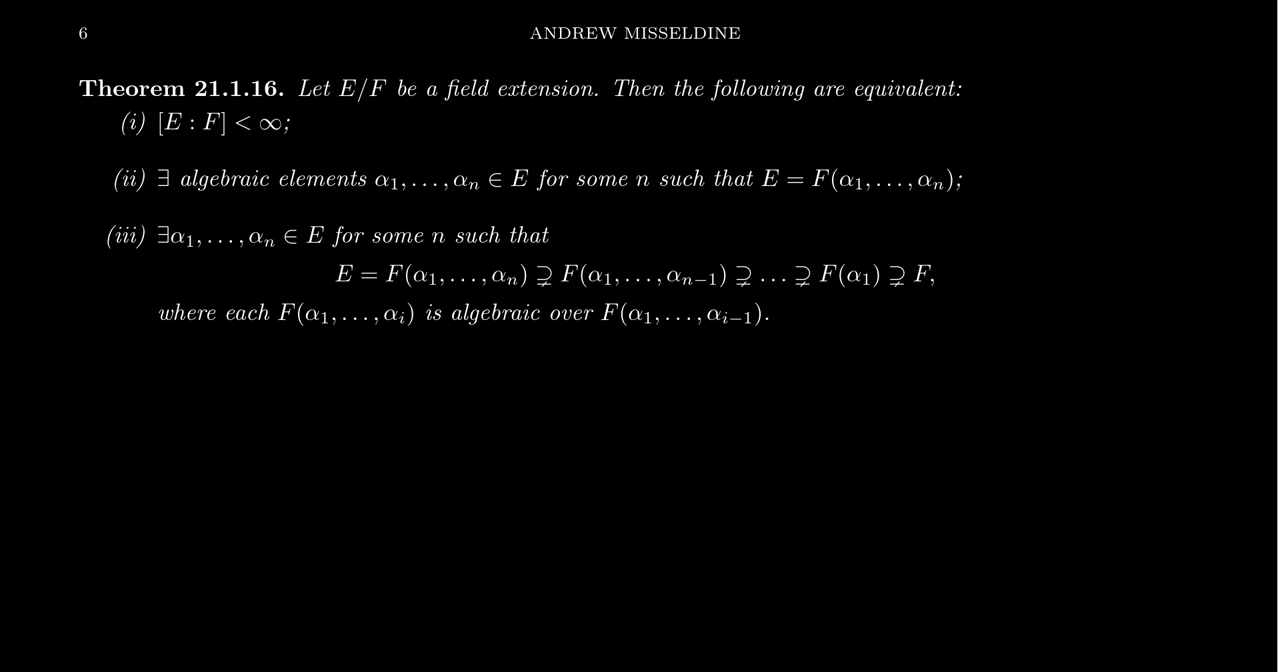 6
ANDREW MISSELDINE
Theorem 21.1.16. Let E/F be a field extension. Then the following are equivalent:
(i) [E : F] < ∞;
(ii) ∃ algebraic elements α₁, . . . , αₙ ∈ E for some n such that E = F(α₁, . . . , αₙ);
(iii) ∃α₁, . . . , αₙ ∈ E for some n such that
E = F(α₁, . . . , αₙ) ⊋ F(α₁, . . . , αₙ₋₁) ⊋ . . . ⊋ F(α₁) ⊋ F,
where each F(α₁, . . . , αᵢ) is algebraic over F(α₁, . . . , αᵢ₋₁).